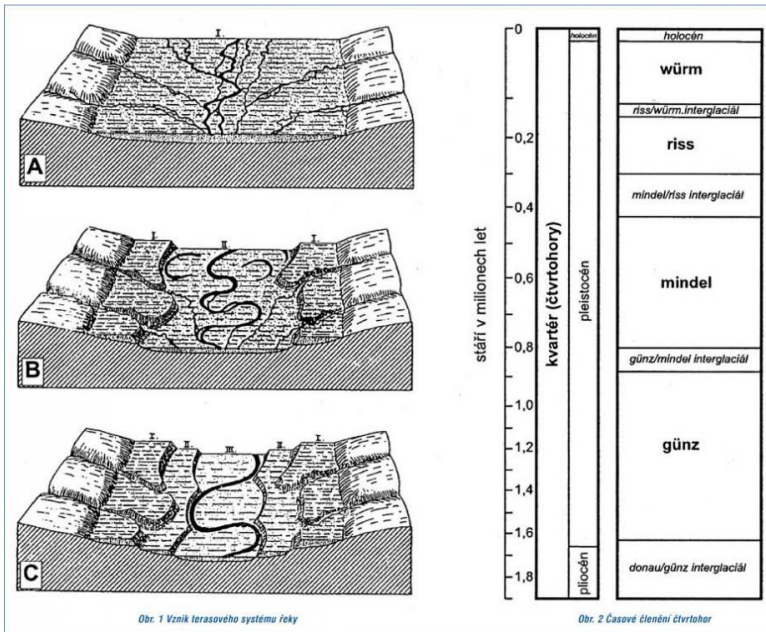 I.
A
I.
II.
I.
B
I.
II.
III.
II.
I.
C
Obr. 1 Vznik terasového systému řeky
stáří v milionech let
0
0,2
0,4
0,6
0,8
1,0
1,2
1,4
1,6
1,8
kvartér (čtvrtohory)
holocén
pleistocén
pliocén
holocén
würm
riss/würm.interglaciál
riss
mindel/riss interglaciál
mindel
günz/mindel interglaciál
günz
donau/günz interglaciál
Obr. 2 Časové členění čtvrtohor